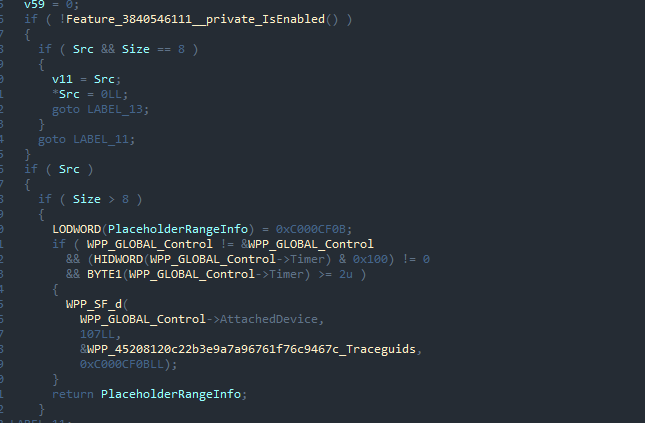 v59 = 0;
if ( !Feature_3840546111__private_IsEnabled() )
{
if ( Src && Size == 8 )
{
v11 = Src;
*Src = 0LL;
goto LABEL_13;
}
goto LABEL_11;
}
if ( Src )
{
if ( Size > 8 )
{
LODWORD(PlaceholderRangeInfo) = 0xC000CF0B;
if ( WPP_GLOBAL_Control != &WPP_GLOBAL_Control
&& (HIDWORD(WPP_GLOBAL_Control->Timer) & 0x100) != 0
&& BYTE1(WPP_GLOBAL_Control->Timer) >= 2u )
{
WPP_SF_d(
WPP_GLOBAL_Control->AttachedDevice,
107LL,
&WPP_45208120c22b3e9a7a96761f76c9467c_Traceguids,
0xC000CF0BLL);
}
return PlaceholderRangeInfo;
}